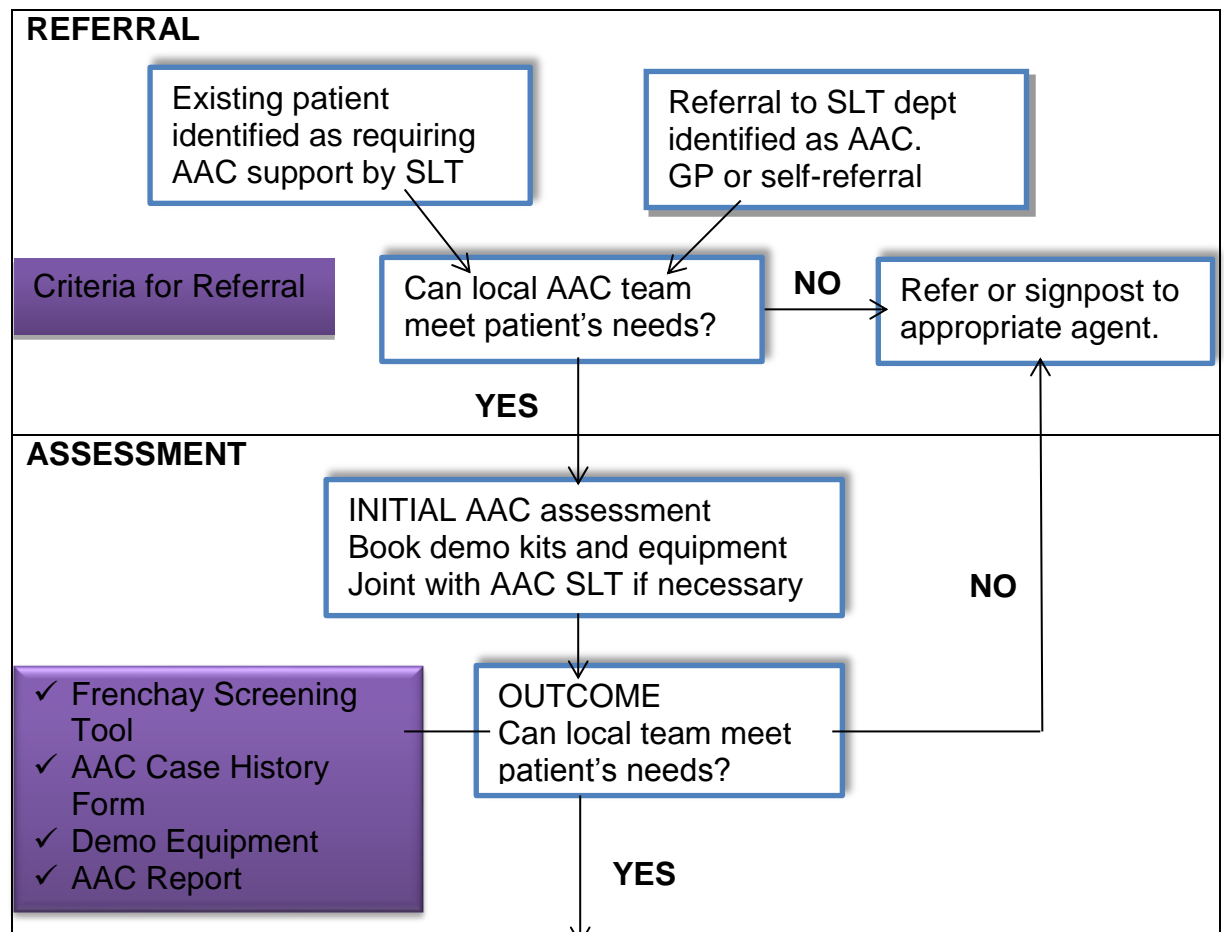 REFERRAL
Existing patient
identified as requiring
AAC support by SLT
Referral to SLT dept
identified as AAC.
GP or self-referral
Criteria for Referral
Can local AAC team
meet patient’s needs?
NO
Refer or signpost to
appropriate agent.
YES
ASSESSMENT
INITIAL AAC assessment
Book demo kits and equipment
Joint with AAC SLT if necessary
NO
✓ Frenchay Screening
Tool
✓ AAC Case History
Form
✓ Demo Equipment
✓ AAC Report
OUTCOME
Can local team meet
patient’s needs?
YES